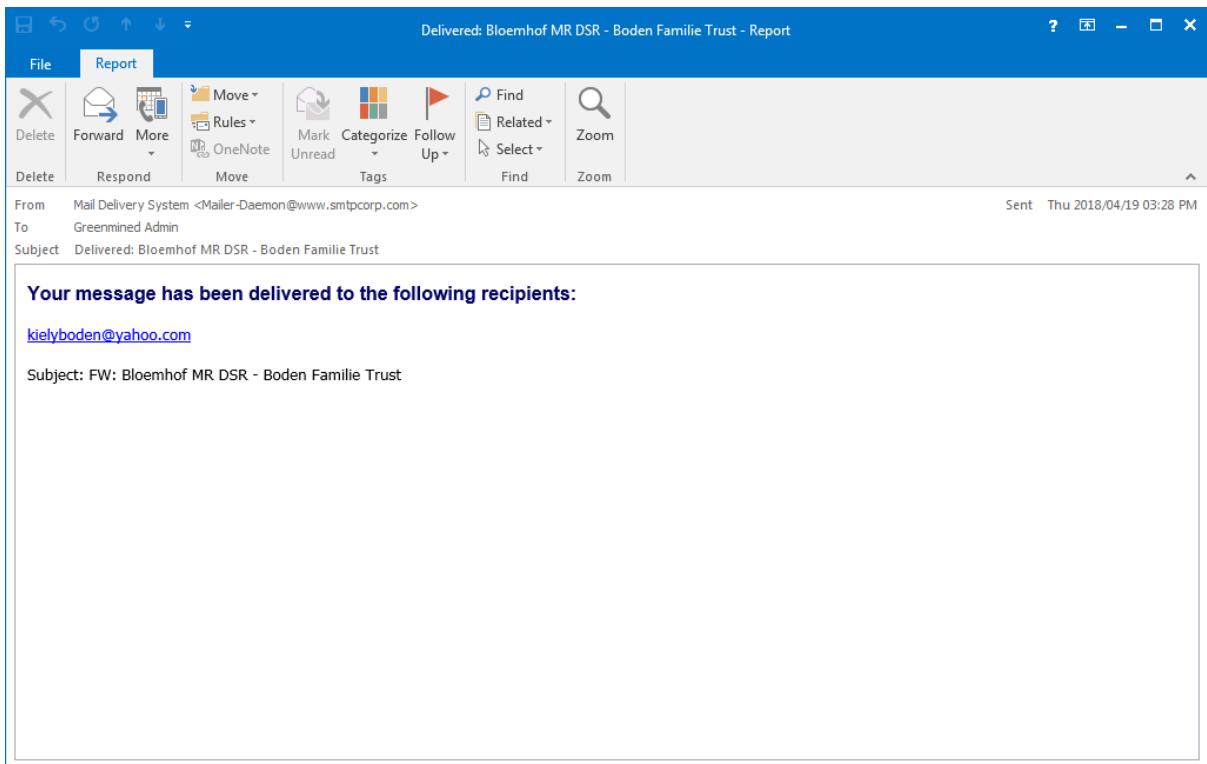 Delivered: Bloemhof MR DSR - Boden Familie Trust - Report
File Report
Delete
Forward
More
Move
Rules
OneNote
Mark Unread
Categorize
Follow Up
Find
Related
Select
Zoom
Delete Respond Move Tags Find Zoom
From Mail Delivery System <Mailer-Daemon@www.smtpcorp.com> Sent Thu 2018/04/19 03:28 PM
To Greenmined Admin
Subject Delivered: Bloemhof MR DSR - Boden Familie Trust
Your message has been delivered to the following recipients:
kielyboden@yahoo.com
Subject: FW: Bloemhof MR DSR - Boden Familie Trust